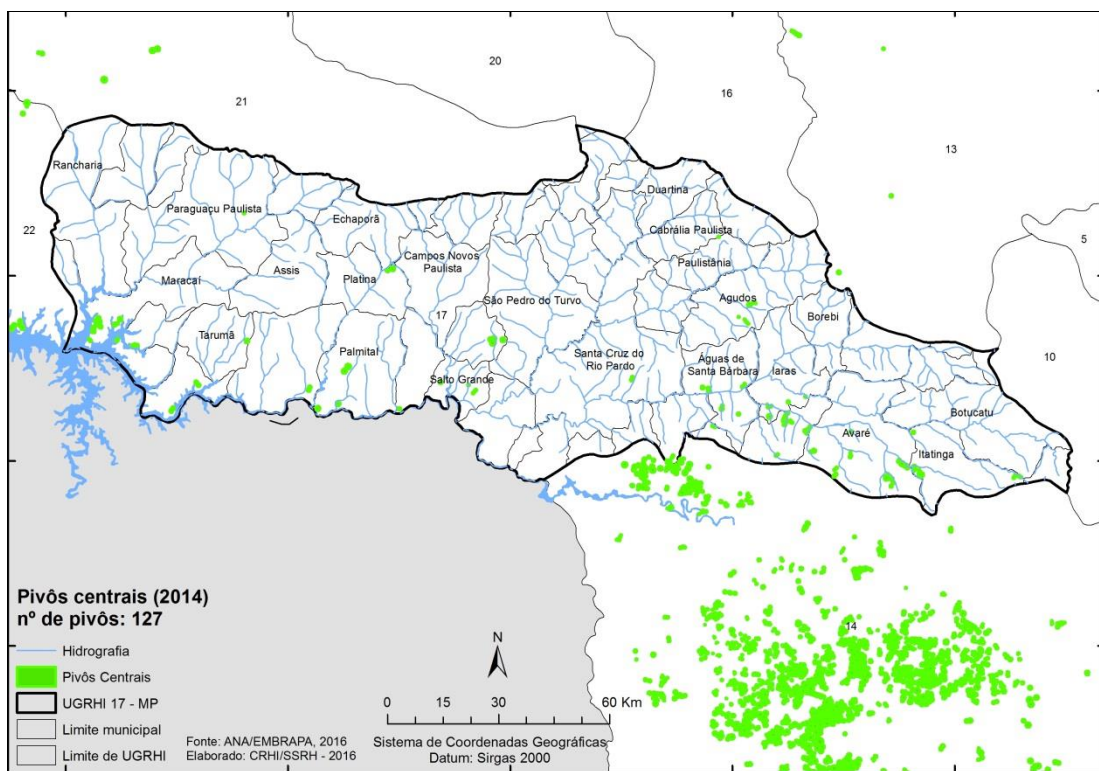 20
16
21
13
Rancharia
Duartina
Paraguaçu Paulista
Echaporã
Cabrália Paulista
22
5
Campos Novos
Paulista
Paulistânia
Assis
Maracaí
Platina
São Pedro do Turvo
Agudos
17
Borebi
Tarumã
Palmital
Santa Cruz do
Rio Pardo
Águas de
Santa Bárbara
Iaras
10
Salto Grande
Botucatu
Avaré
Itatinga
14
Pivôs centrais (2014)
nº de pivôs: 127
Hidrografia
Pivôs Centrais
UGRHI 17 - MP
Limite municipal
Limite de UGRHI
Fonte: ANA/EMBRAPA, 2016
Elaborado: CRHI/SSRH - 2016
N
0 15 30 60 Km
Sistema de Coordenadas Geográficas
Datum: Sirgas 2000